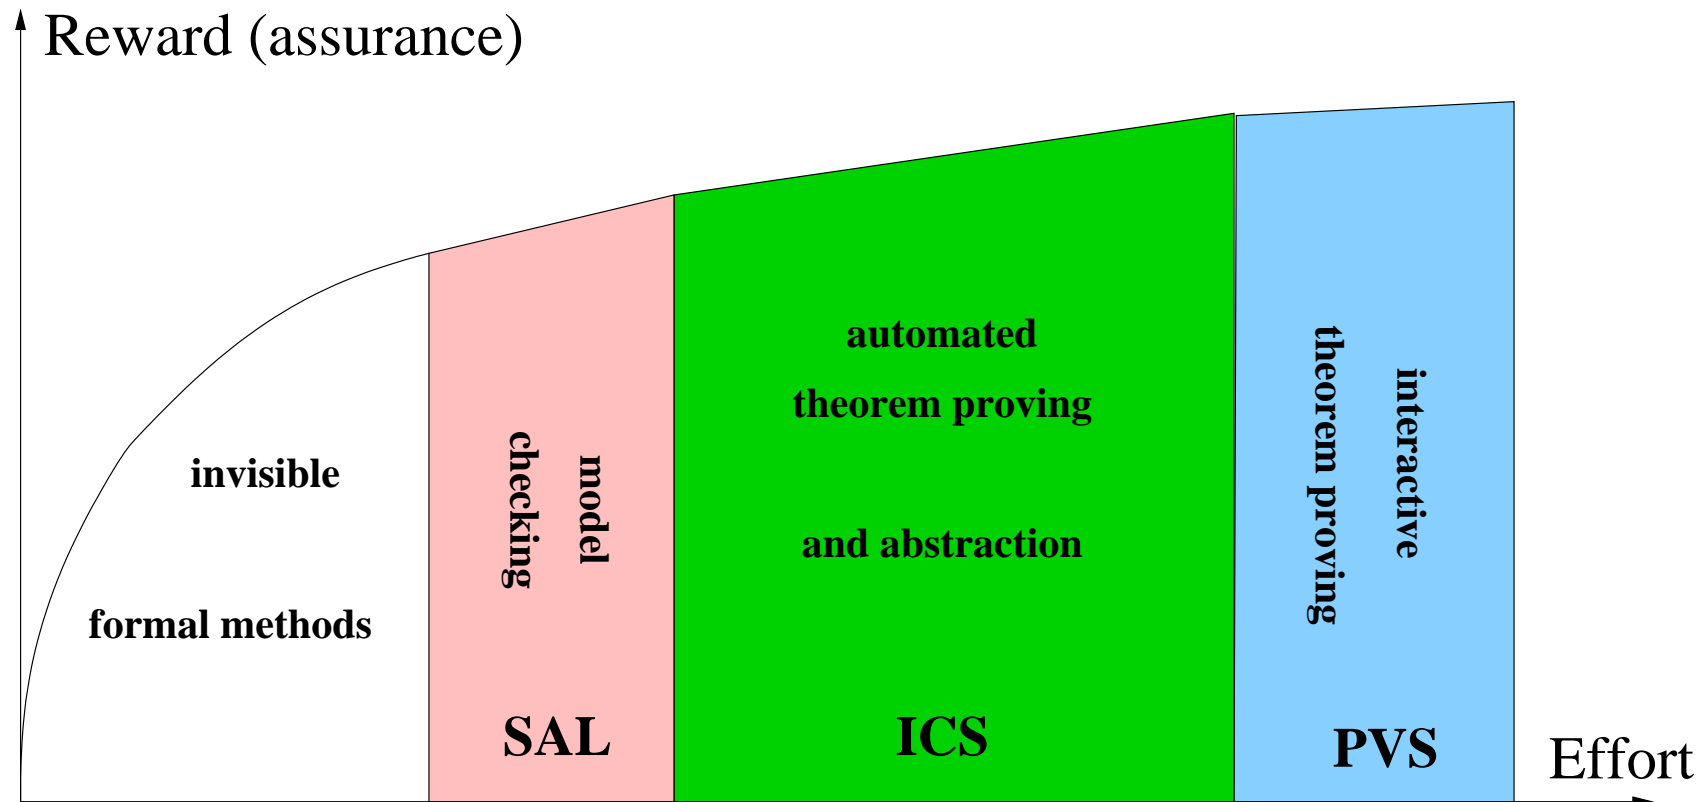 Reward (assurance)
invisible
formal methods
model
checking
SAL
automated
theorem proving
and abstraction
ICS
interactive
theorem proving
PVS
Effort